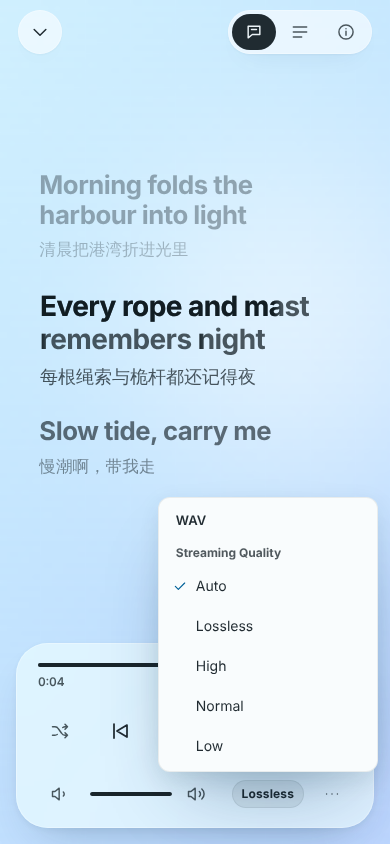 Morning folds the
harbour into light
清晨把港湾折进光里
Every rope and mast
remembers night
每根绳索与桅杆都还记得夜
Slow tide, carry me
慢潮啊，带我走
WAV
Streaming Quality
Auto
Lossless
High
Normal
Low
0:04
Lossless